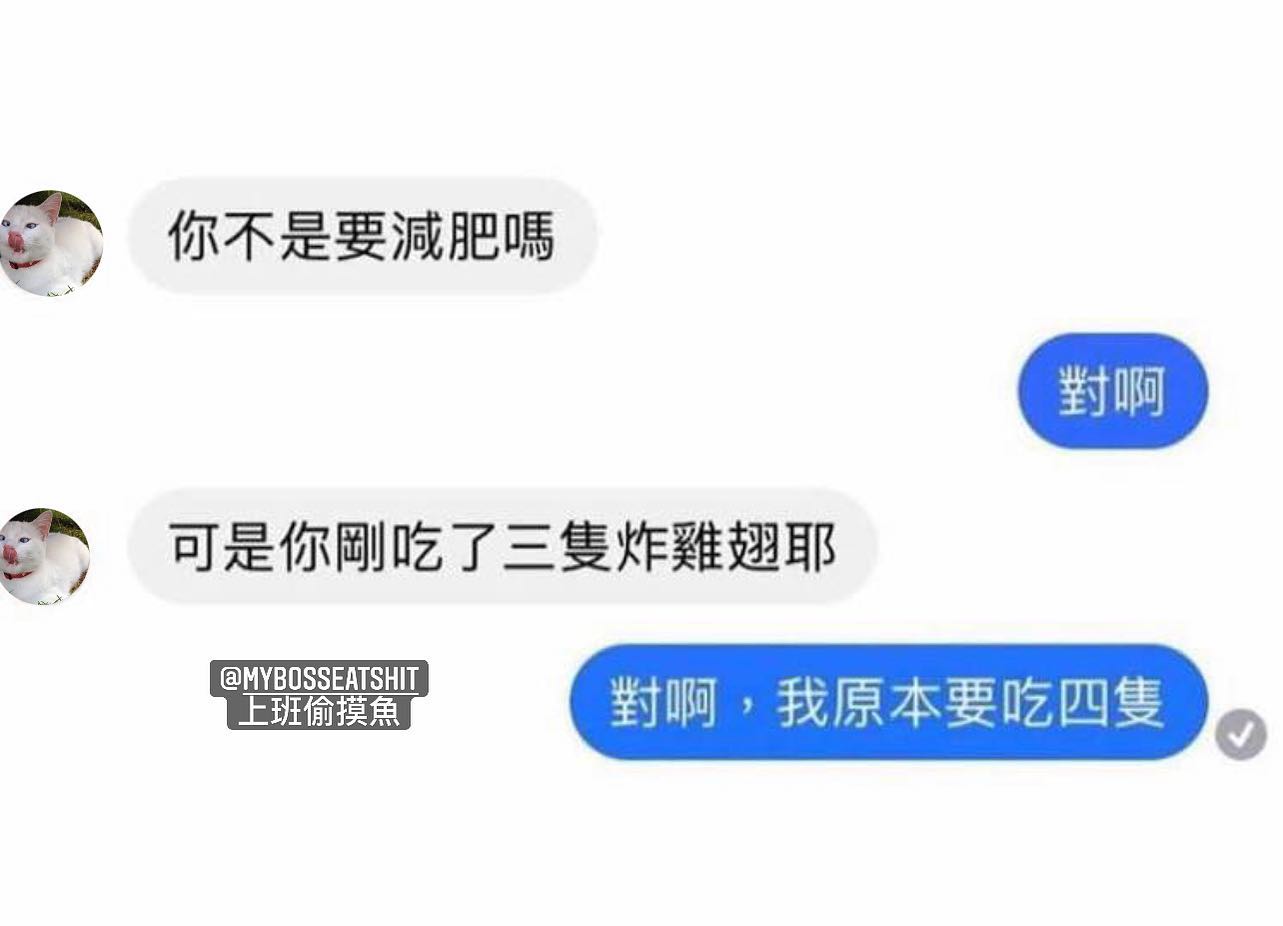 你不是要減肥嗎
對啊
可是你剛吃了三隻炸雞翅耶
對啊，我原本要吃四隻
@MYBOSSEATSHIT
上班偷摸魚